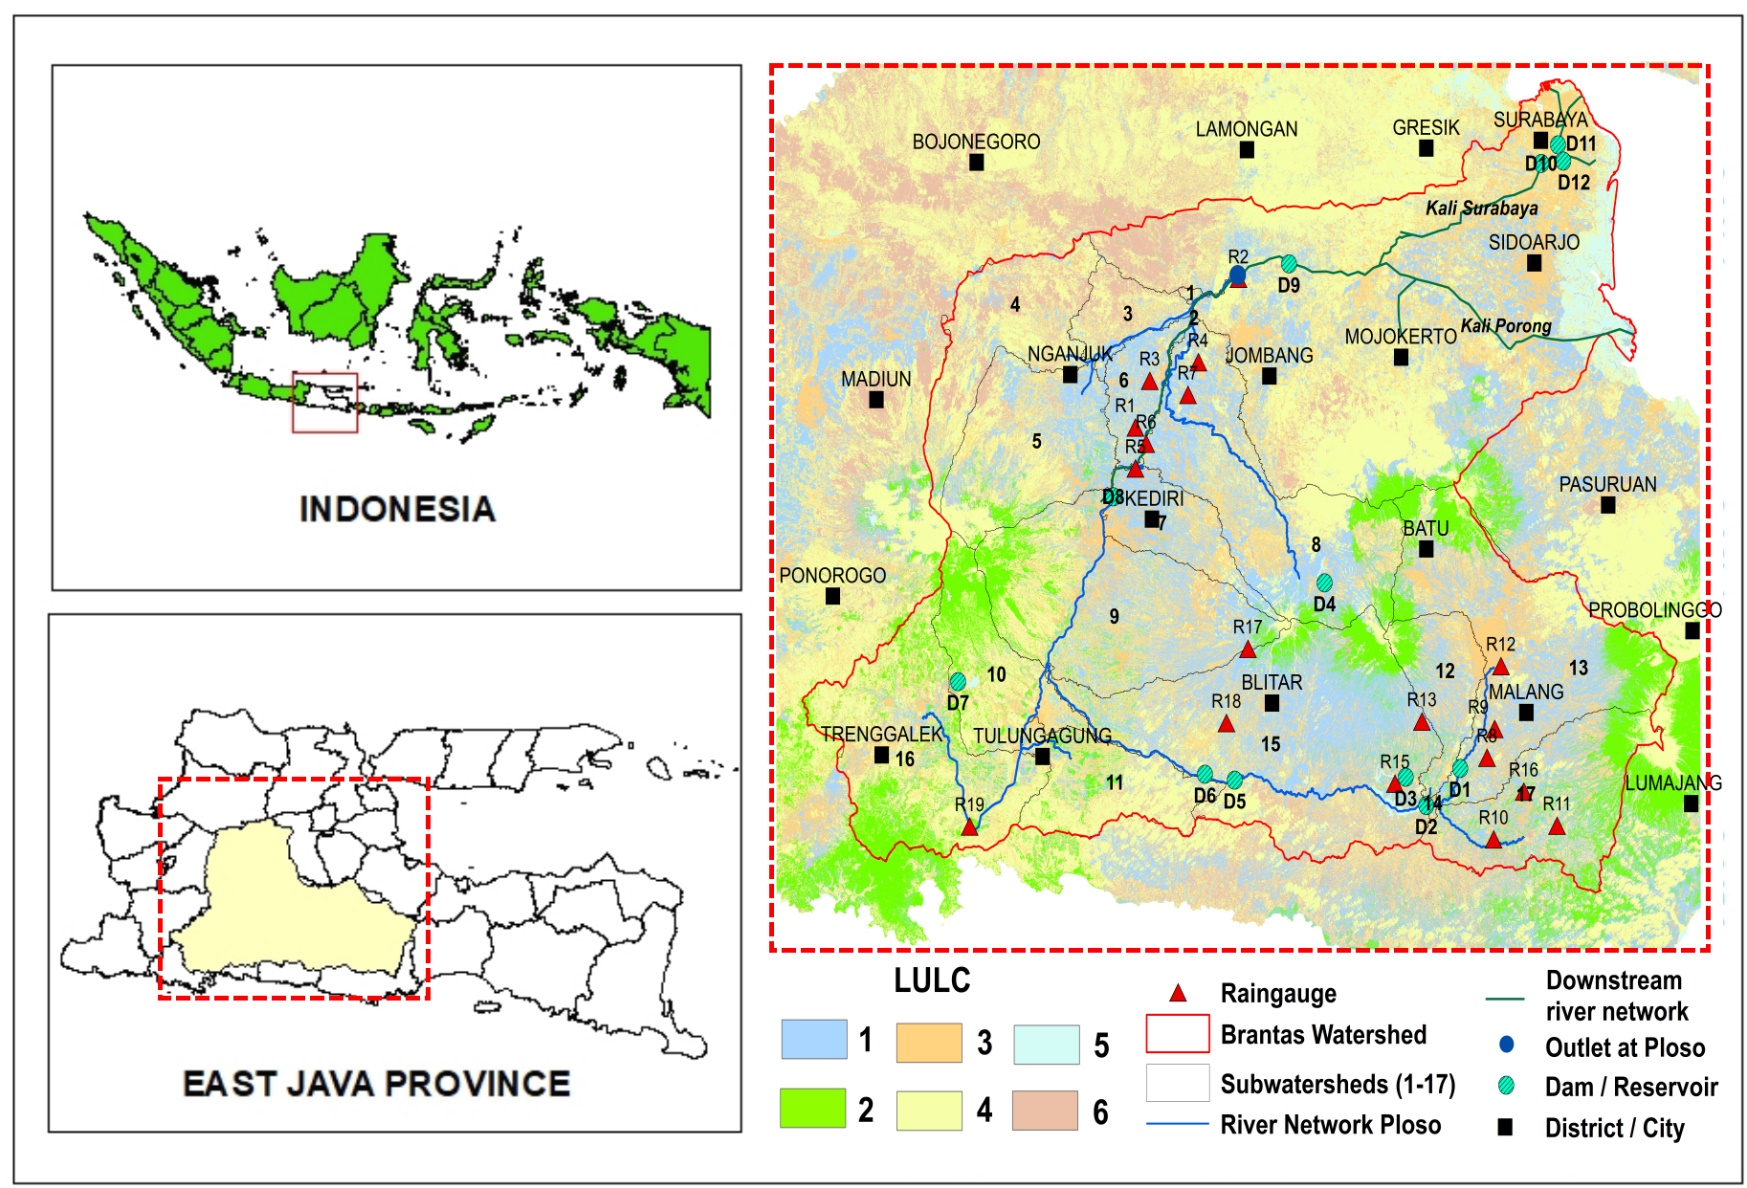 INDONESIA
EAST JAVA PROVINCE
SURABAYA
LAMONGAN
GRESIK
BOJONEGORO
D11
D10
D12
Kali Surabaya
SIDOARJO
R2
D9
1
4
3
2
Kali Porong
MOJOKERTO
R4
NGANJUK
JOMBANG
R3
R7
MADIUN
6
R1
R6
5
R5
PASURUAN
D8
KEDIRI
7
BATU
8
PONOROGO
D4
PROBOLINGGO
9
R17
R12
10
12
13
D7
BLITAR
MALANG
R18
R13
R9
TRENGGALEK
TULUNGAGUNG
R8
15
16
R15
R16
11
D1
LUMAJANG
D6
D5
D3
14
17
R19
D2
R10
R11
LULC
1
3
5
2
4
6
Raingauge
Brantas Watershed
Subwatersheds (1-17)
River Network Ploso
Downstream
river network
Outlet at Ploso
Dam / Reservoir
District / City